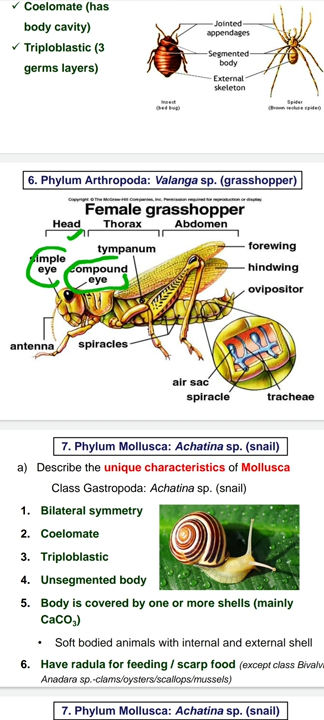 ✓ Coelomate (has
body cavity)
✓ Triploblastic (3
germs layers)
Jointed
appendages
Segmented
body
External
skeleton
Insect
(bed bug)
Spider
(Brown recluse spider)
6. Phylum Arthropoda: Valanga sp. (grasshopper)
Copyright © The McGraw-Hill Companies, Inc. Permission required for reproduction or display
Female grasshopper
Head Thorax Abdomen
simple
eye
compound
eye
tympanum
forewing
hindwing
ovipositor
antenna
spiracles
air sac
spiracle
tracheae
7. Phylum Mollusca: Achatina sp. (snail)
a) Describe the unique characteristics of Mollusca
Class Gastropoda: Achatina sp. (snail)
1. Bilateral symmetry
2. Coelomate
3. Triploblastic
4. Unsegmented body
5. Body is covered by one or more shells (mainly
CaCO₃)
• Soft bodied animals with internal and external shell
6. Have radula for feeding / scarp food (except class Bivalv
Anadara sp.-clams/oysters/scallops/mussels)
7. Phylum Mollusca: Achatina sp. (snail)